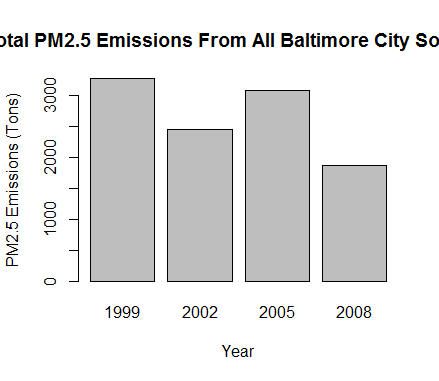 otal PM2.5 Emissions From All Baltimore City So
PM2.5 Emissions (Tons)
3000
2000
1000
0
1999 2002 2005 2008
Year